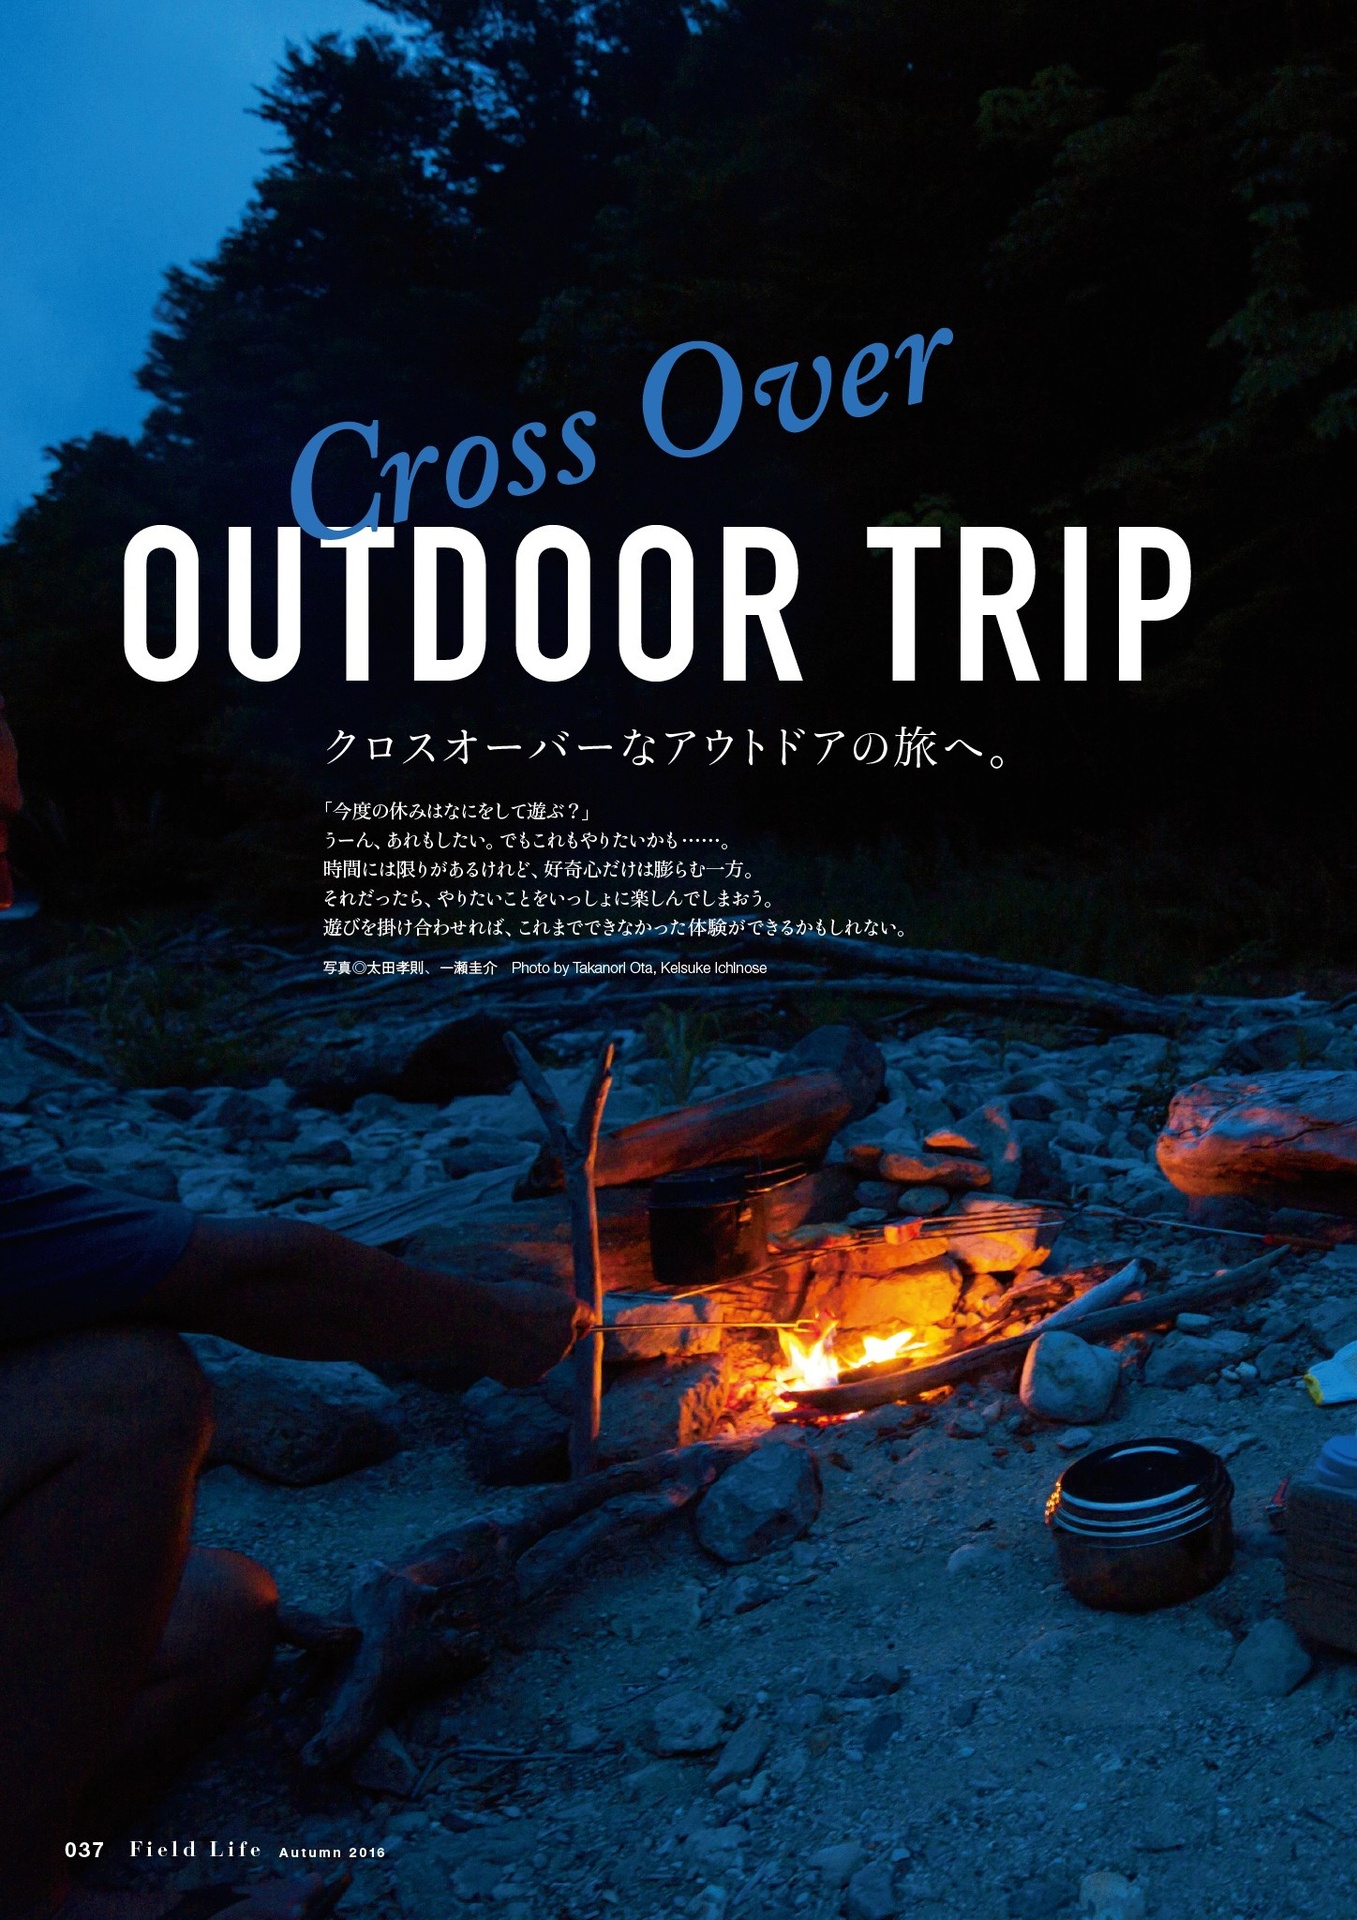 Cross Over
OUTDOOR TRIP
クロスオーバーなアウトドアの旅へ。
「今度の休みはなにをして遊ぶ？」
うーん、あれもしたい。でもこれもやりたいかも……。
時間には限りがあるけれど、好奇心だけは膨らむ一方。
それだったら、やりたいことをいっしょに楽しんでしまおう。
遊びを掛け合わせれば、これまでできなかった体験ができるかもしれない。
写真◎太田孝則、一瀬圭介　Photo by Takanori Ota, Keisuke Ichinose
037 Field Life Autumn 2016